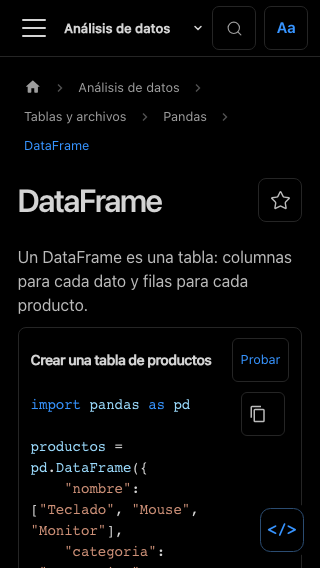 Análisis de datos
Aa
Análisis de datos
Tablas y archivos
Pandas
DataFrame
DataFrame
Un DataFrame es una tabla: columnas
para cada dato y filas para cada
producto.
Crear una tabla de productos
Probar
import pandas as pd
productos =
pd.DataFrame({
"nombre":
["Teclado", "Mouse",
"Monitor"],
"categoria":
</>